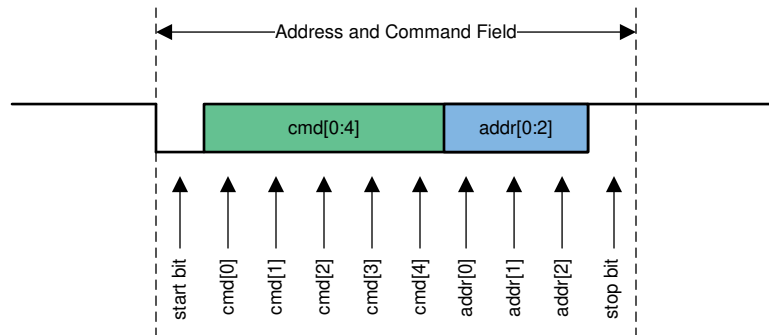 Address and Command Field
cmd[0:4]
addr[0:2]
start bit
cmd[0]
cmd[1]
cmd[2]
cmd[3]
cmd[4]
addr[0]
addr[1]
addr[2]
stop bit